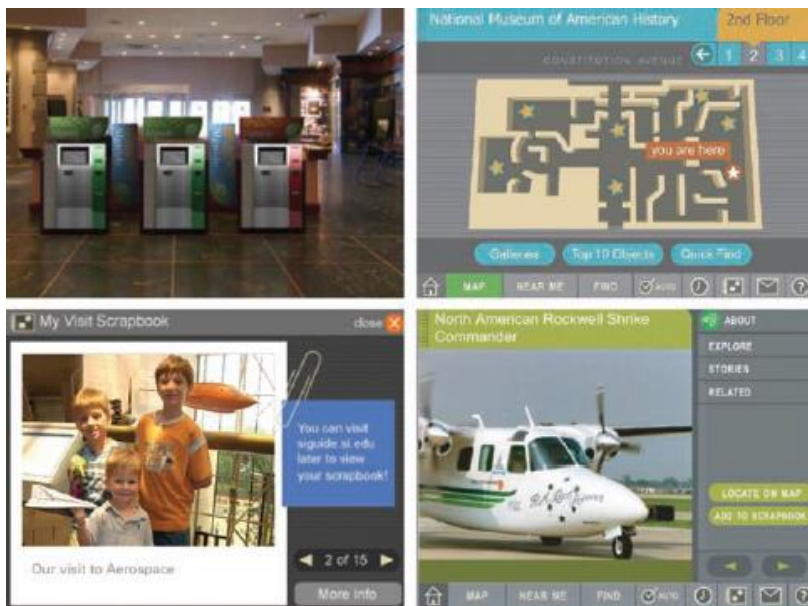 National Museum of American History
2nd Floor
CONSTITUTION AVENUE
1 2 3 4
you are here
Galleries
Top 10 Objects
Quick Find
MAP
NEAR ME
FIND
AUTO
?
My Visit Scrapbook
close X
You can visit
siguide.si.edu
later to view
your scrapbook!
2 of 15
Our visit to Aerospace
More Info
North American Rockwell Shrike
Commander
ABOUT
EXPLORE
STORIES
RELATED
LOCATE ON MAP
ADD TO SCRAPBOOK
MAP
NEAR ME
FIND
AUTO
?